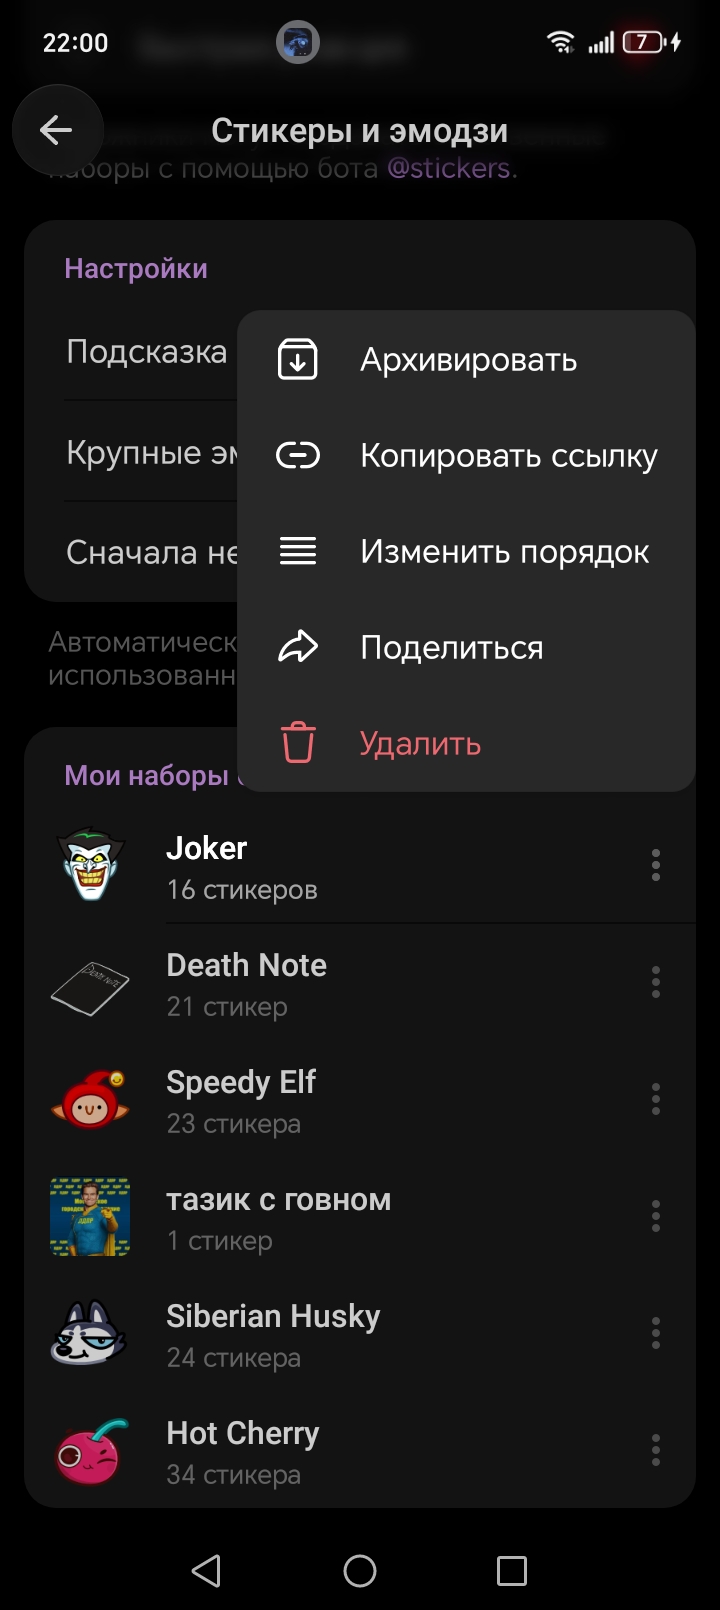 22:00
7
Стикеры и эмодзи
наборы с помощью бота @stickers.
Настройки
Подсказка
Архивировать
Крупные эм
Копировать ссылку
Сначала не
Изменить порядок
Автоматическ
использованн
Поделиться
Удалить
Мои наборы
Joker
16 стикеров
Death Note
21 стикер
Speedy Elf
23 стикера
тазик с говном
1 стикер
Siberian Husky
24 стикера
Hot Cherry
34 стикера